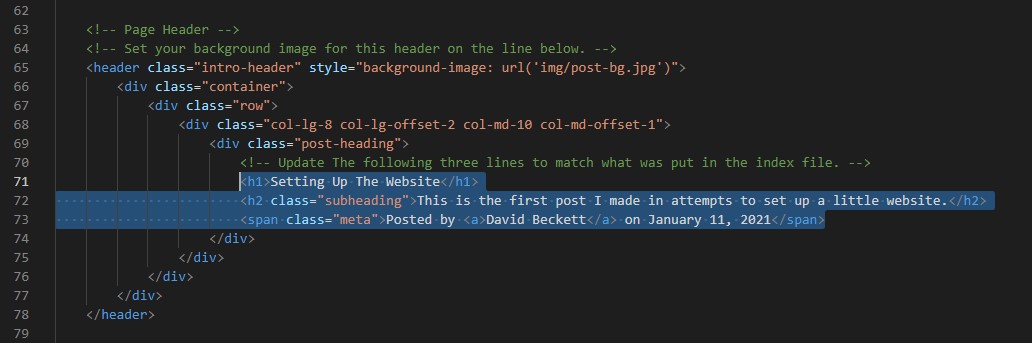 62
63 <!-- Page Header -->
64 <!-- Set your background image for this header on the line below. -->
65 <header class="intro-header" style="background-image: url('img/post-bg.jpg')">
66 <div class="container">
67 <div class="row">
68 <div class="col-lg-8 col-lg-offset-2 col-md-10 col-md-offset-1">
69 <div class="post-heading">
70 <!-- Update The following three lines to match what was put in the index file. -->
71 <h1>Setting Up The Website</h1>
72 <h2 class="subheading">This is the first post I made in attempts to set up a little website.</h2>
73 <span class="meta">Posted by <a>David Beckett</a> on January 11, 2021</span>
74 </div>
75 </div>
76 </div>
77 </div>
78 </header>
79